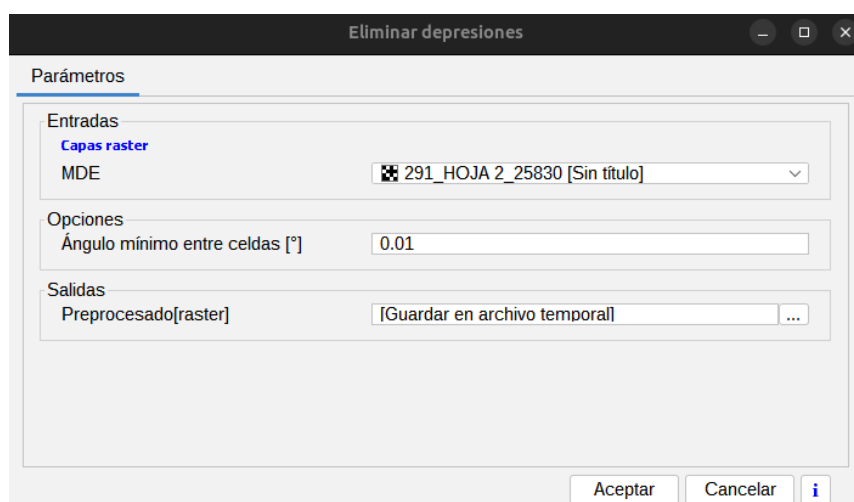 Eliminar depresiones
Parámetros
Entradas
Capas raster
MDE 291_HOJA 2_25830 [Sin título]
Opciones
Ángulo mínimo entre celdas [°] 0.01
Salidas
Preprocesado[raster] [Guardar en archivo temporal] ...
Aceptar Cancelar i